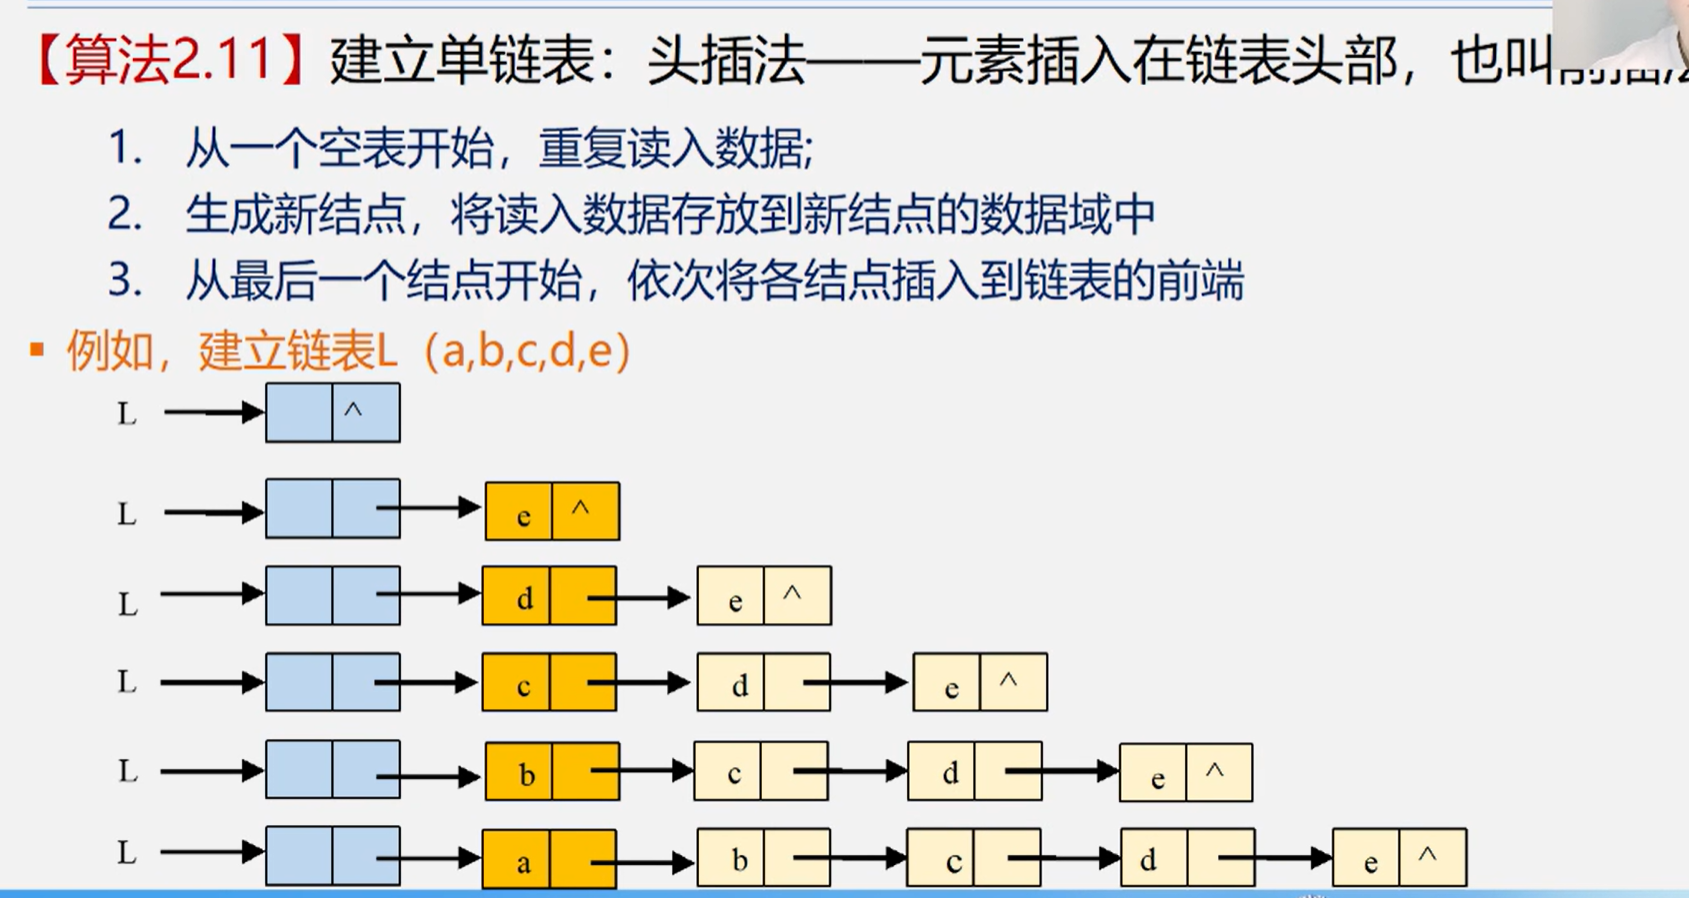 【算法2.11】建立单链表：头插法——元素插入在链表头部，也叫前插法
1. 从一个空表开始，重复读入数据;
2. 生成新结点，将读入数据存放到新结点的数据域中
3. 从最后一个结点开始，依次将各结点插入到链表的前端
▪ 例如，建立链表L（a,b,c,d,e）
L ^
L e ^
L d e ^
L c d e ^
L b c d e ^
L a b c d e ^